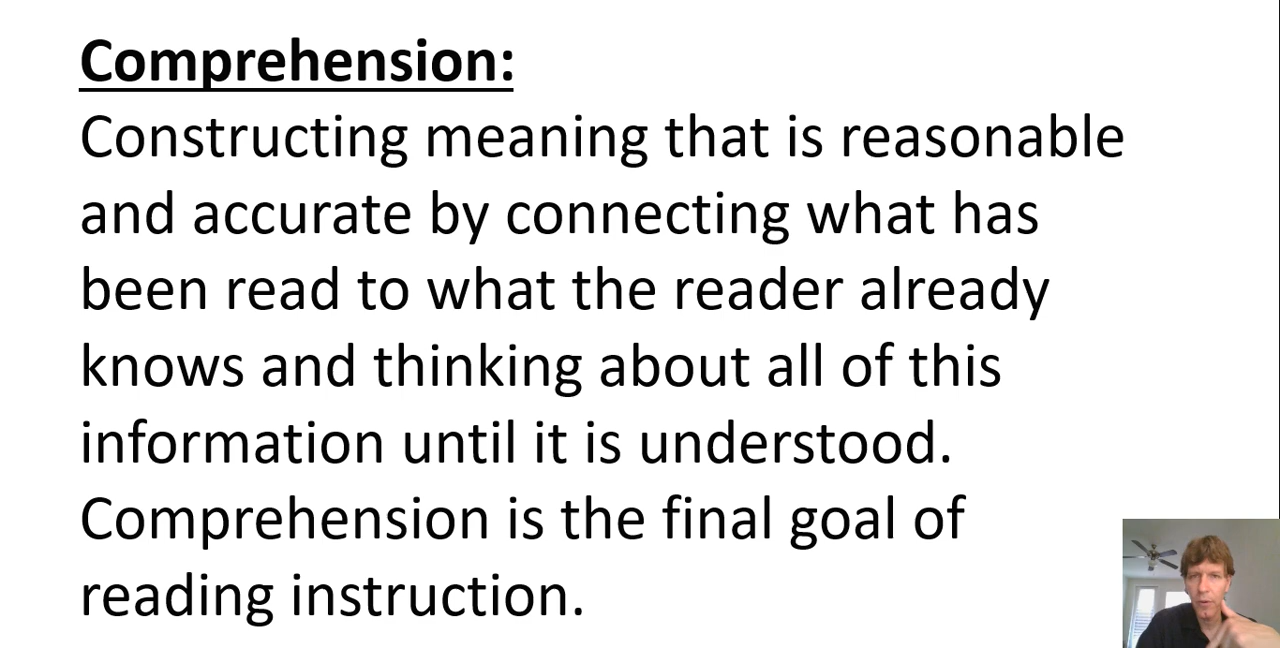 Comprehension:
Constructing meaning that is reasonable
and accurate by connecting what has
been read to what the reader already
knows and thinking about all of this
information until it is understood.
Comprehension is the final goal of
reading instruction.